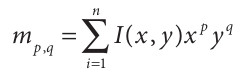 m_{p,q} = \sum_{i=1}^{n} I(x, y) x^p y^q